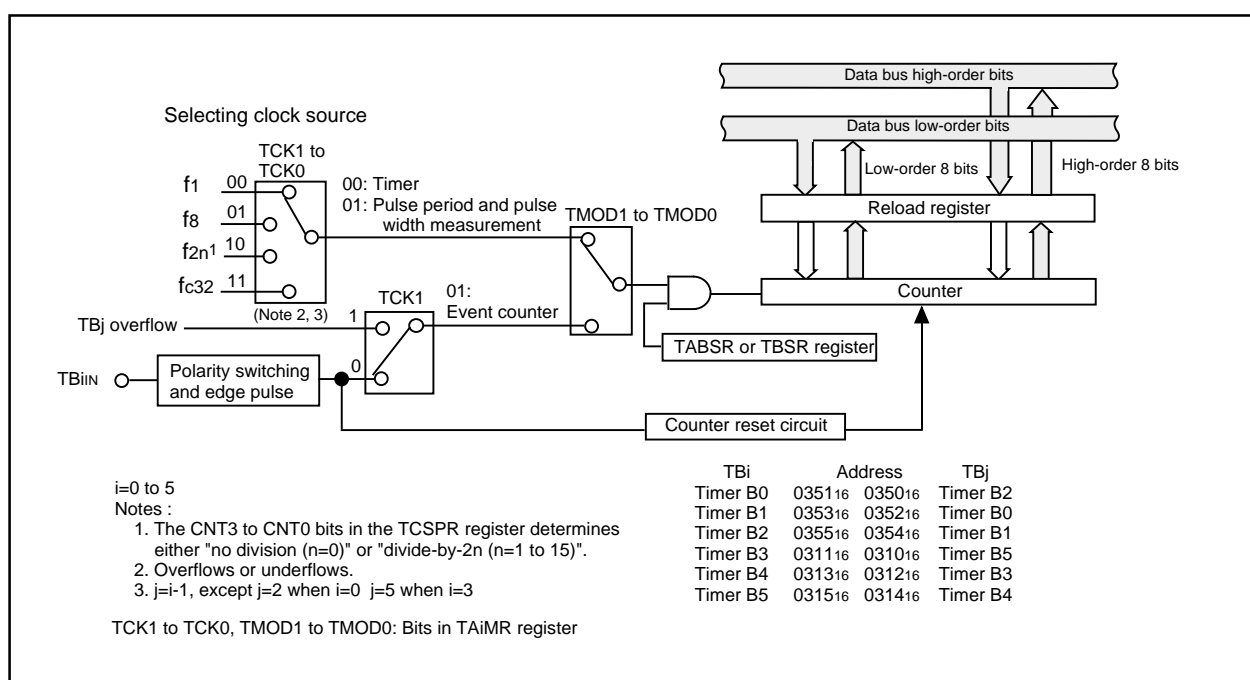 Data bus high-order bits
Selecting clock source
Data bus low-order bits
TCK1 to
TCK0
Low-order 8 bits
High-order 8 bits
f1 00
f8 01
f2n1 10
fC32 11
(Note 2, 3)
00: Timer
01: Pulse period and pulse
width measurement
TMOD1 to TMOD0
Reload register
Counter
TCK1
01:
Event counter
TBj overflow
1
0
TABSR or TBSR register
TBiIN
Polarity switching
and edge pulse
Counter reset circuit
i=0 to 5
Notes :
1. The CNT3 to CNT0 bits in the TCSPR register determines
either "no division (n=0)" or "divide-by-2n (n=1 to 15)".
2. Overflows or underflows.
3. j=i-1, except j=2 when i=0 j=5 when i=3
TCK1 to TCK0, TMOD1 to TMOD0: Bits in TAiMR register
TBi Address TBj
Timer B0 035116 035016 Timer B2
Timer B1 035316 035216 Timer B0
Timer B2 035516 035416 Timer B1
Timer B3 031116 031016 Timer B5
Timer B4 031316 031216 Timer B3
Timer B5 031516 031416 Timer B4